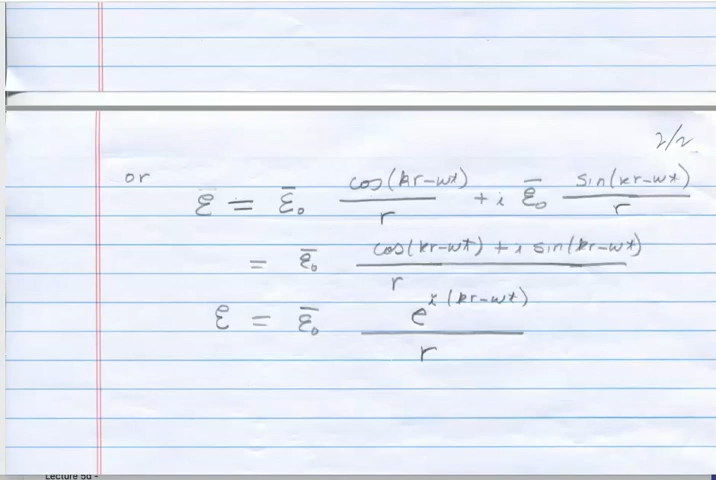 2/2
or ℰ = ℰ̄₀ cos(kr-ωt)/r + i ℰ̄₀ sin(kr-ωt)/r
= ℰ̄₀ (cos(kr-ωt) + i sin(kr-ωt))/r
ℰ = ℰ̄₀ e^{i(kr-ωt)}/r
Lecture 5d -